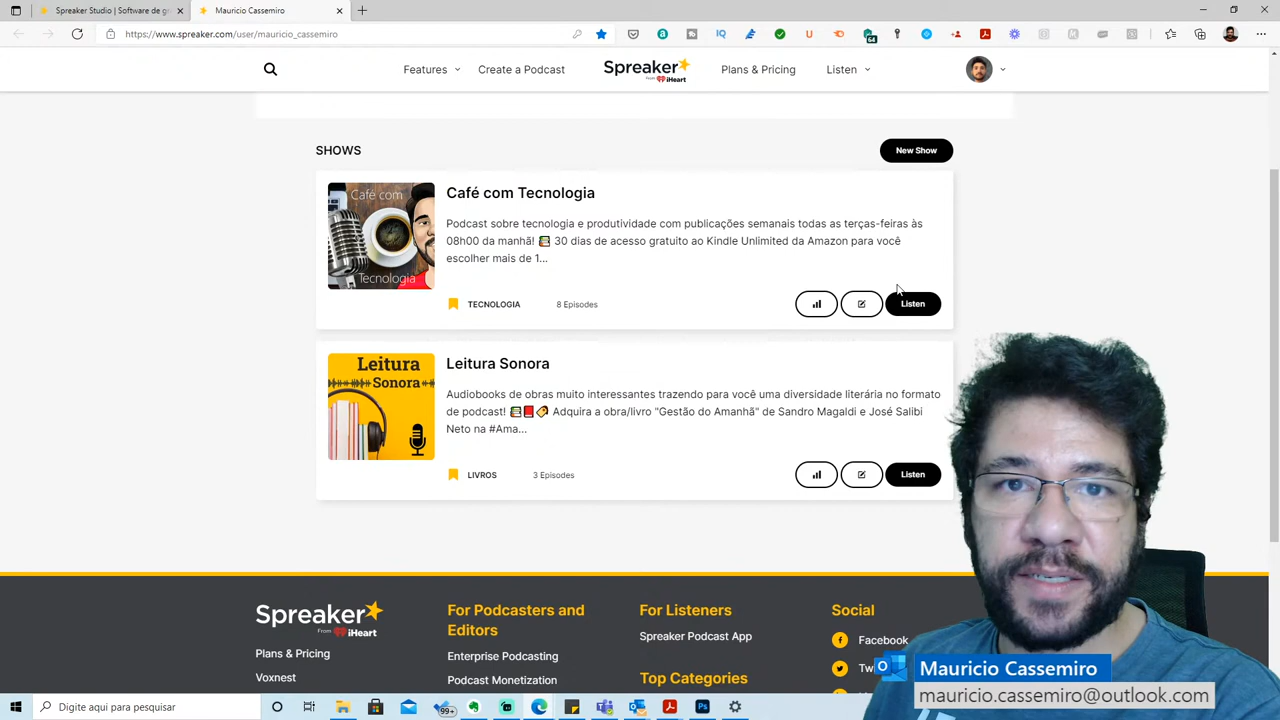 Spreaker Studio | Software de gr
Mauricio Cassemiro
https://www.spreaker.com/user/mauricio_cassemiro
Features
Create a Podcast
Spreaker
From iHeart
Plans & Pricing
Listen
SHOWS
New Show
Café com
Tecnologia
Café com Tecnologia
Podcast sobre tecnologia e produtividade com publicações semanais todas as terças-feiras às
08h00 da manhã! 📚 30 dias de acesso gratuito ao Kindle Unlimited da Amazon para você
escolher mais de 1...
TECNOLOGIA
8 Episodes
Listen
Leitura
Sonora
Leitura Sonora
Audiobooks de obras muito interessantes trazendo para você uma diversidade literária no formato
de podcast! 📚📕🏷️ Adquira a obra/livro "Gestão do Amanhã" de Sandro Magaldi e José Salibi
Neto na #Ama...
LIVROS
3 Episodes
Listen
Spreaker
From iHeart
Plans & Pricing
Voxnest
For Podcasters and
Editors
Enterprise Podcasting
Podcast Monetization
For Listeners
Spreaker Podcast App
Top Categories
Social
Facebook
Tw
Mauricio Cassemiro
mauricio.cassemiro@outlook.com
Digite aqui para pesquisar
99+